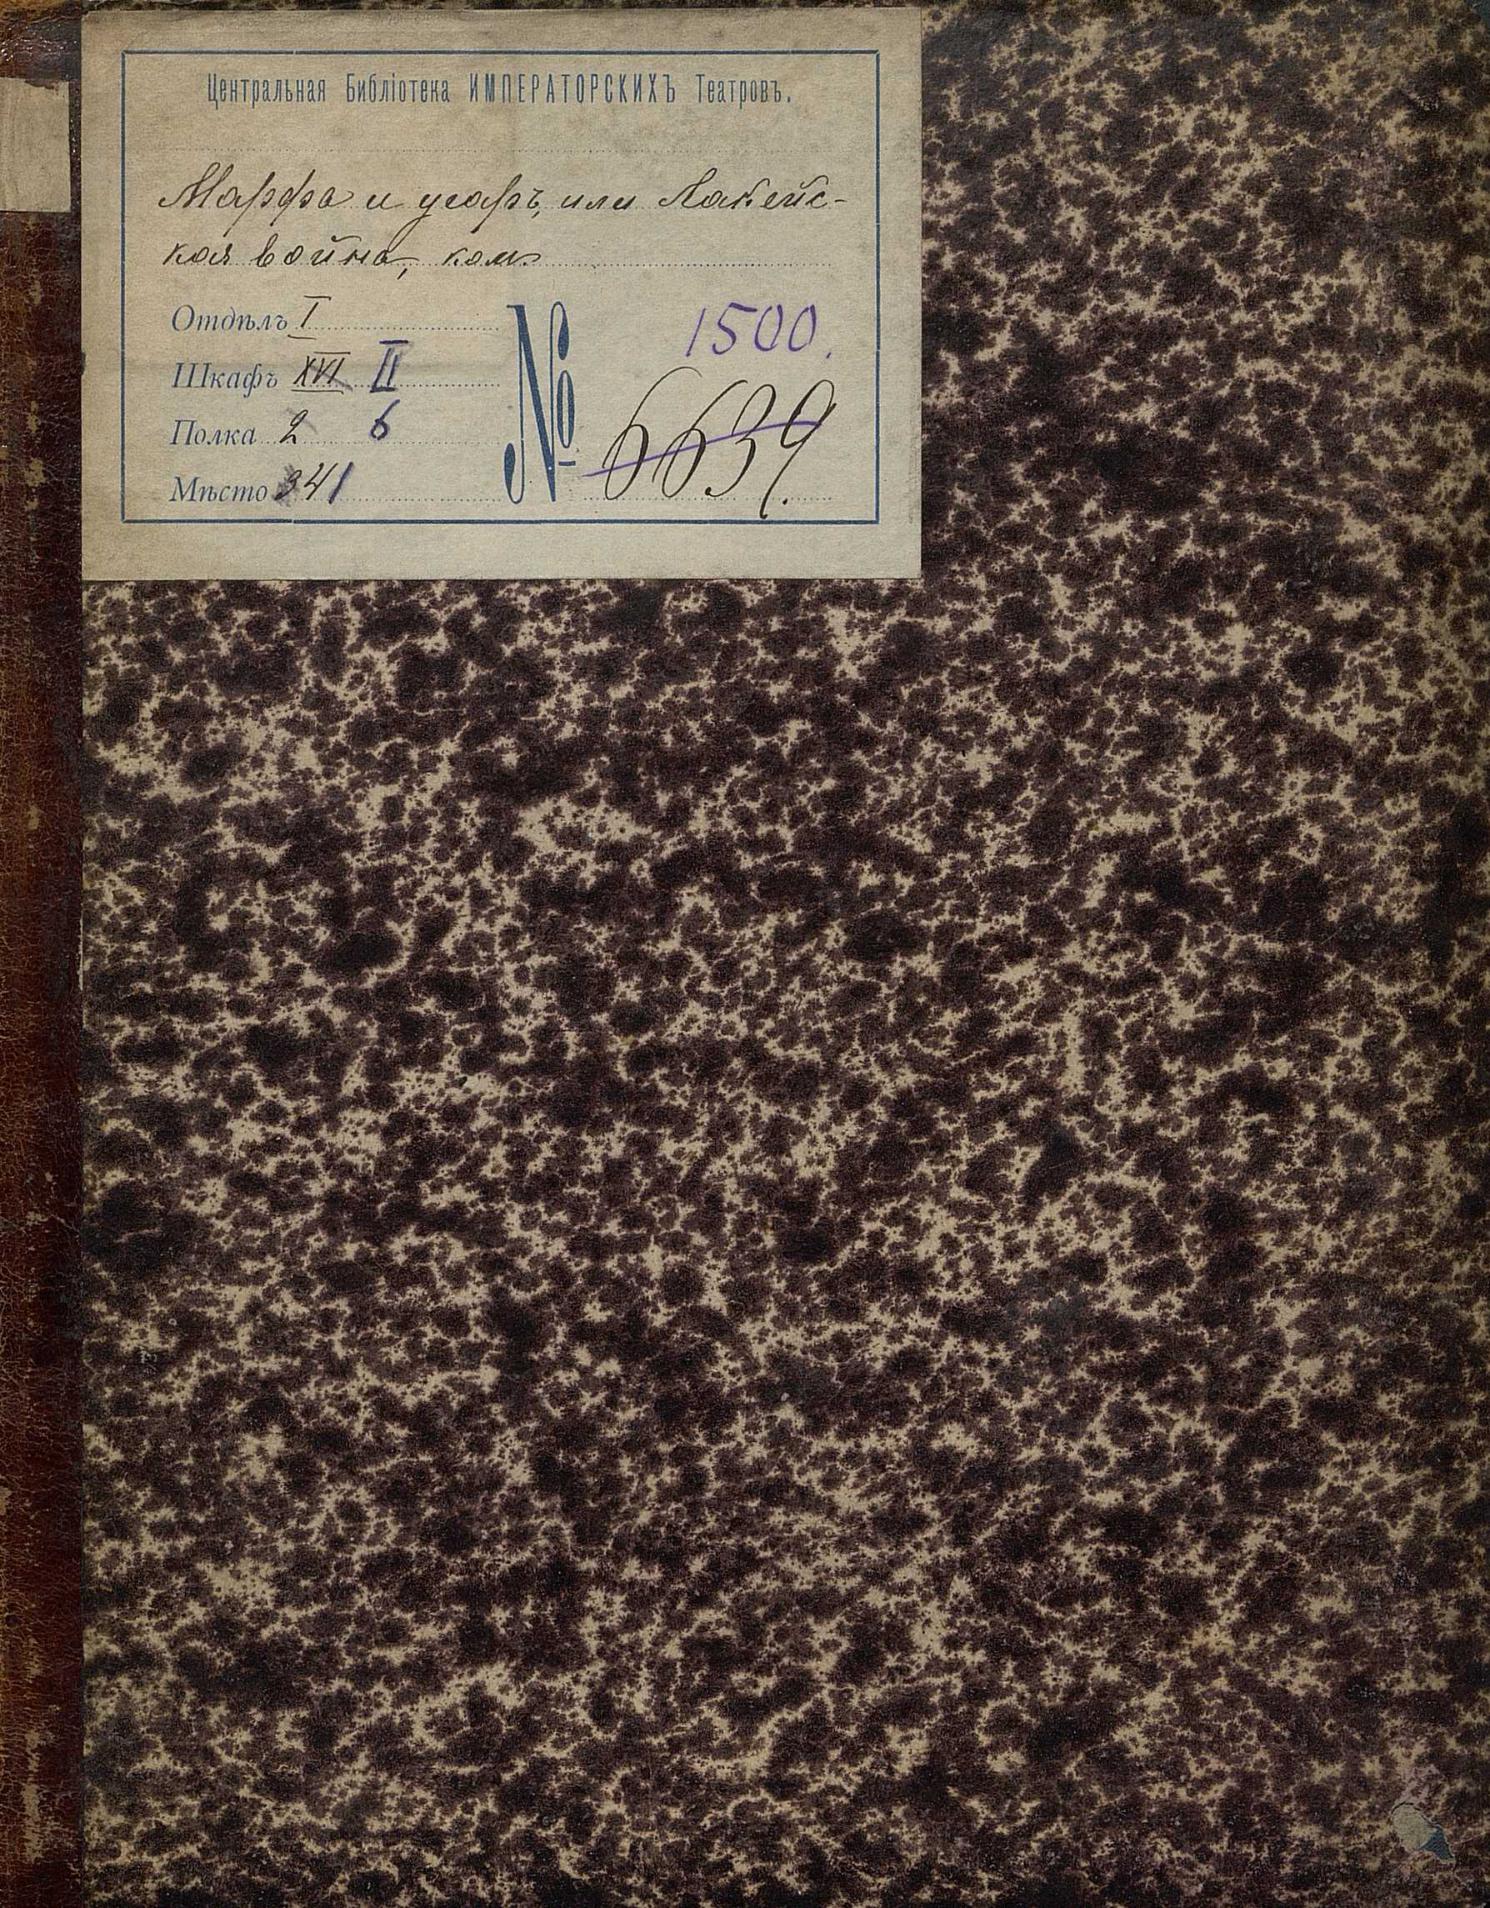 Центральная Библіотека ИМПЕРАТОРСКИХЪ Театровъ.
Марфа и угаръ, или Лакейс-
кая война, ком.
Отдѣлъ I
Шкафъ XVI II
Полка 2 6
Мѣсто 341
№ 1500.
6639.